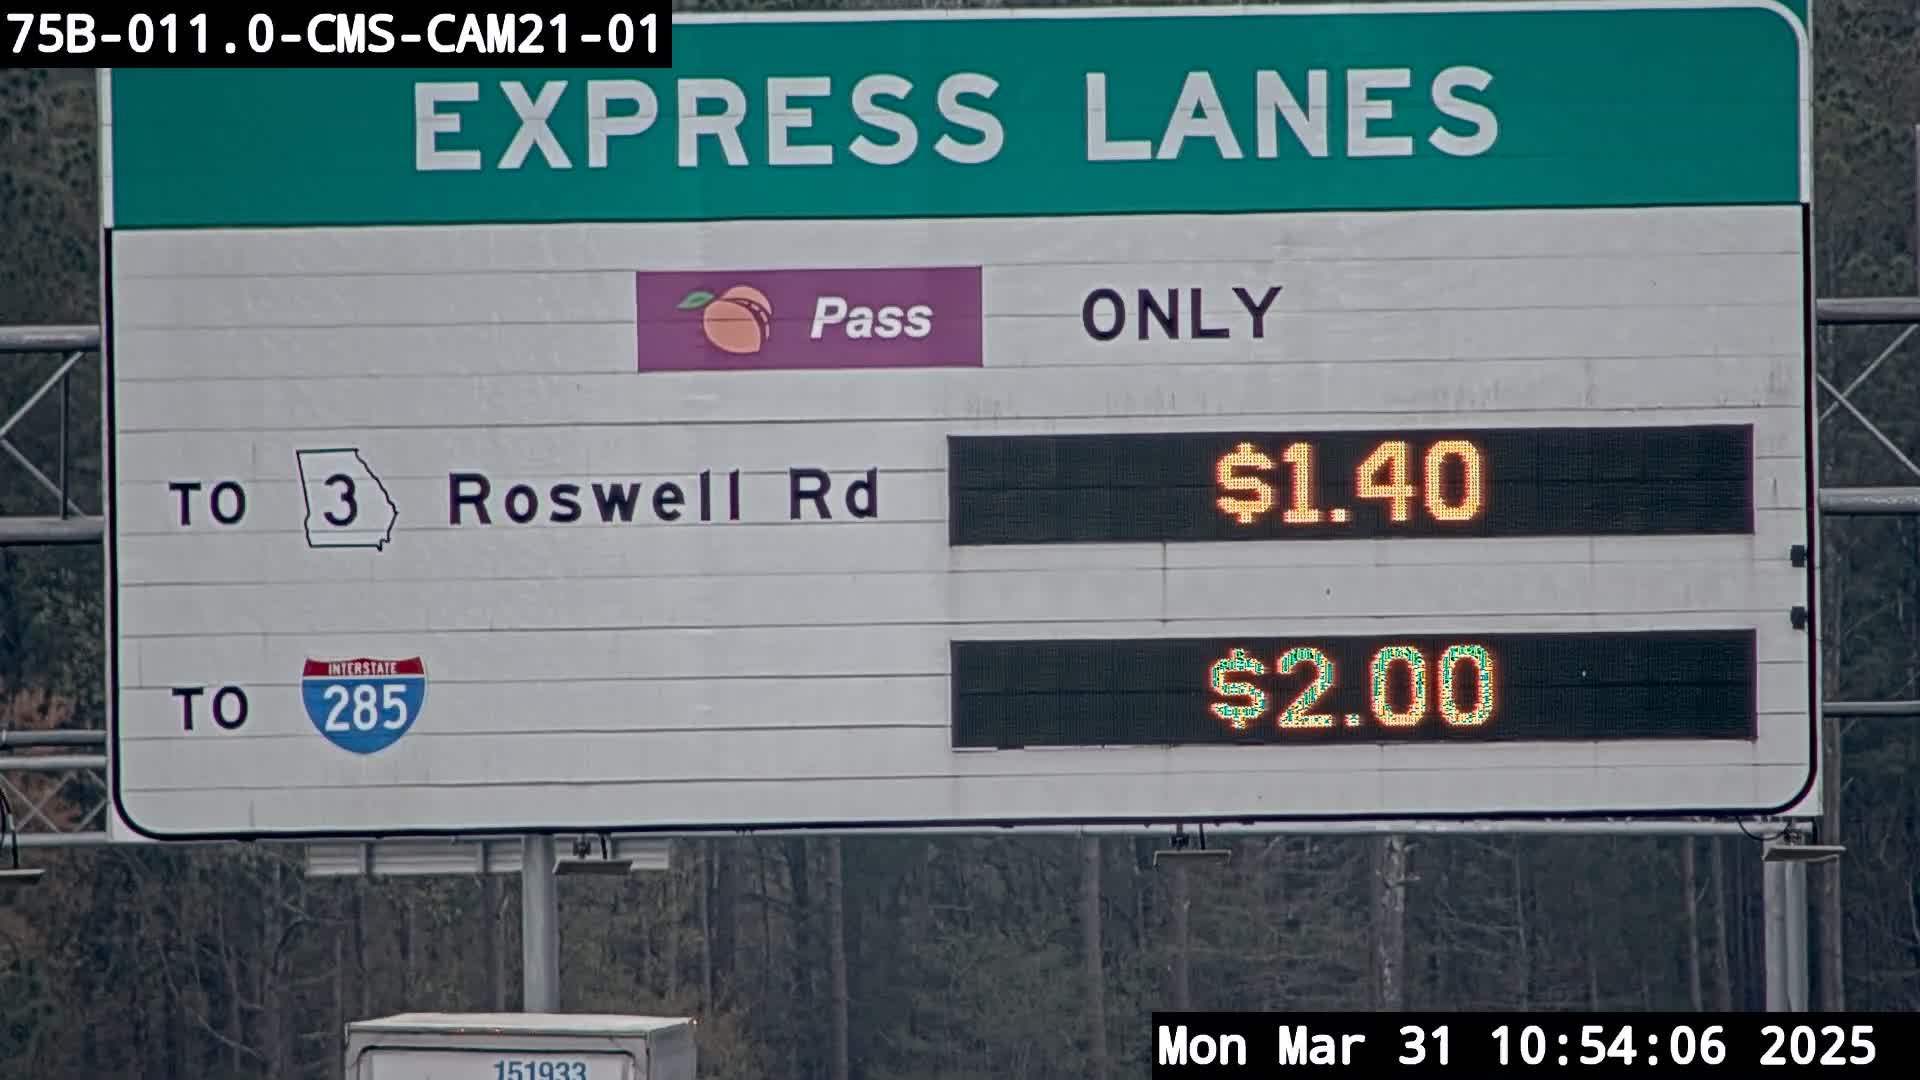 75B-011.0-CMS-CAM21-01
EXPRESS LANES
Pass ONLY
TO 3 Roswell Rd $1.40
TO INTERSTATE 285 $2.00
151933
Mon Mar 31 10:54:06 2025